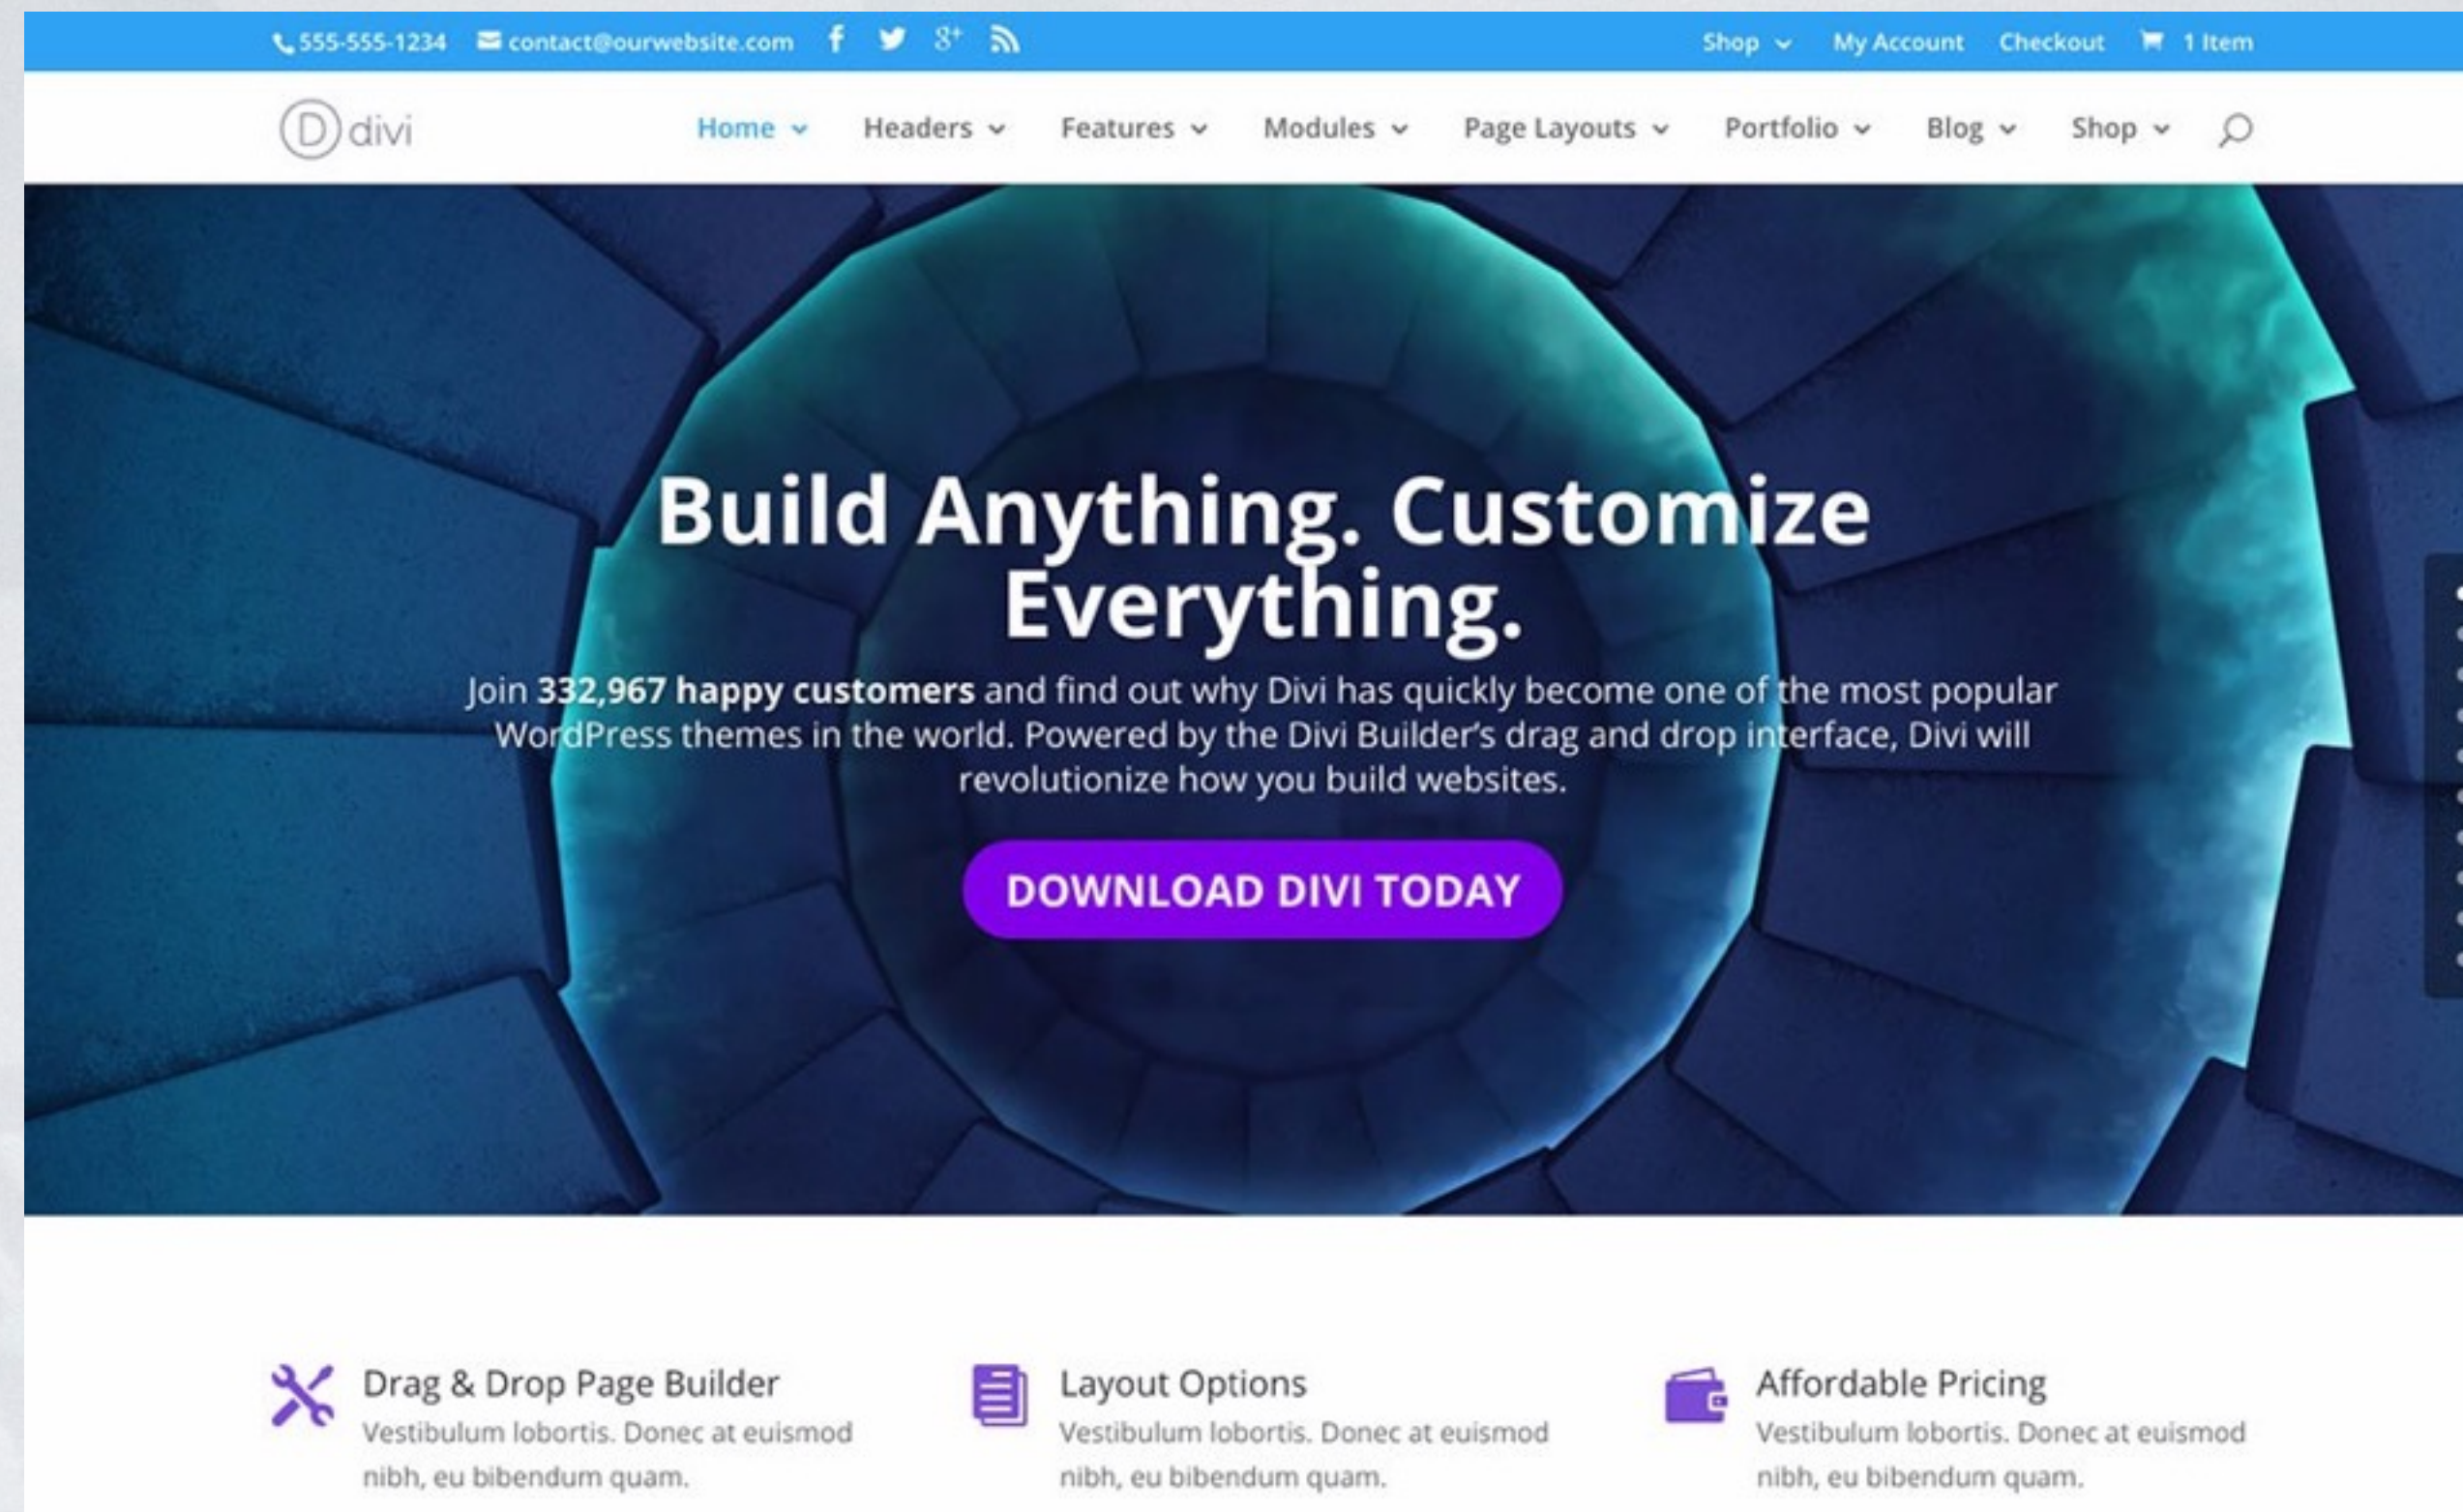 555-555-1234 contact@ourwebsite.com Shop My Account Checkout 1 Item
D divi Home Headers Features Modules Page Layouts Portfolio Blog Shop
Build Anything. Customize
Everything.
Join 332,967 happy customers and find out why Divi has quickly become one of the most popular
WordPress themes in the world. Powered by the Divi Builder's drag and drop interface, Divi will
revolutionize how you build websites.
DOWNLOAD DIVI TODAY
Drag & Drop Page Builder
Vestibulum lobortis. Donec at euismod
nibh, eu bibendum quam.
Layout Options
Vestibulum lobortis. Donec at euismod
nibh, eu bibendum quam.
Affordable Pricing
Vestibulum lobortis. Donec at euismod
nibh, eu bibendum quam.